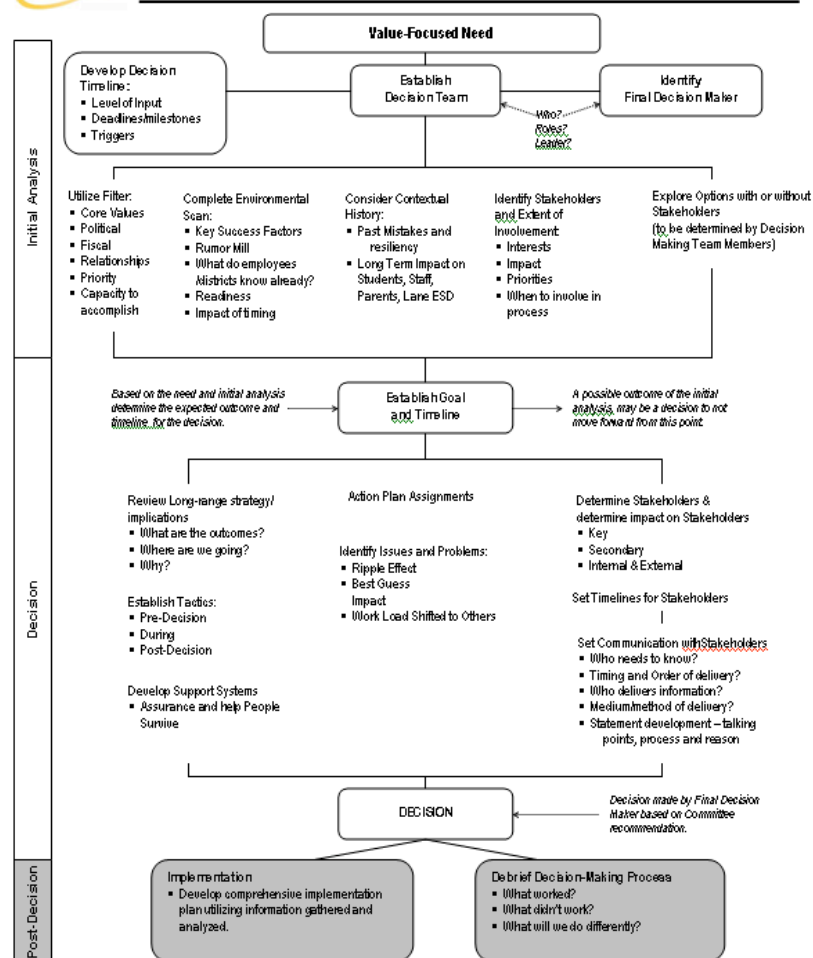 Value-Focused Need
Develop Decision
Timeline:
▪ Level of Input
▪ Deadlines/milestones
▪ Triggers
Establish
Decision Team
Identify
Final Decision Maker
Who?
Roles?
Leader?
Initial Analysis
Utilize Filter:
▪ Core Values
▪ Political
▪ Fiscal
▪ Relationships
▪ Priority
▪ Capacity to
accomplish
Complete Environmental
Scan:
▪ Key Success Factors
▪ Rumor Mill
▪ What do employees
/districts know already?
▪ Readiness
▪ Impact of timing
Consider Contextual
History:
▪ Past Mistakes and
resiliency
▪ Long Term Impact on
Students, Staff,
Parents, Lane ESD
Identify Stakeholders
and Extent of
Involvement:
▪ Interests
▪ Impact
▪ Priorities
▪ When to involve in
process
Explore Options with or without
Stakeholders
(to be determined by Decision
Making Team Members)
Based on the need and initial analysis
determine the expected outcome and
timeline for the decision.
Establish Goal
and Timeline
A possible outcome of the initial
analysis, may be a decision to not
move forward from this point.
Decision
Review Long-range strategy/
implications
▪ What are the outcomes?
▪ Where are we going?
▪ Why?
Establish Tactics:
▪ Pre-Decision
▪ During
▪ Post-Decision
Develop Support Systems
▪ Assurance and help People
Survive
Action Plan Assignments
Identify Issues and Problems:
▪ Ripple Effect
▪ Best Guess
Impact
▪ Work Load Shifted to Others
Determine Stakeholders &
determine impact on Stakeholders
▪ Key
▪ Secondary
▪ Internal & External
Set Timelines for Stakeholders
Set Communication withStakeholders
▪ Who needs to know?
▪ Timing and Order of delivery?
▪ Who delivers information?
▪ Medium/method of delivery?
▪ Statement development – talking
points, process and reason
DECISION
Decision made by Final Decision
Maker based on Committee
recommendation.
Post-Decision
Implementation
▪ Develop comprehensive implementation
plan utilizing information gathered and
analyzed.
Debrief Decision-Making Process
▪ What worked?
▪ What didn't work?
▪ What will we do differently?